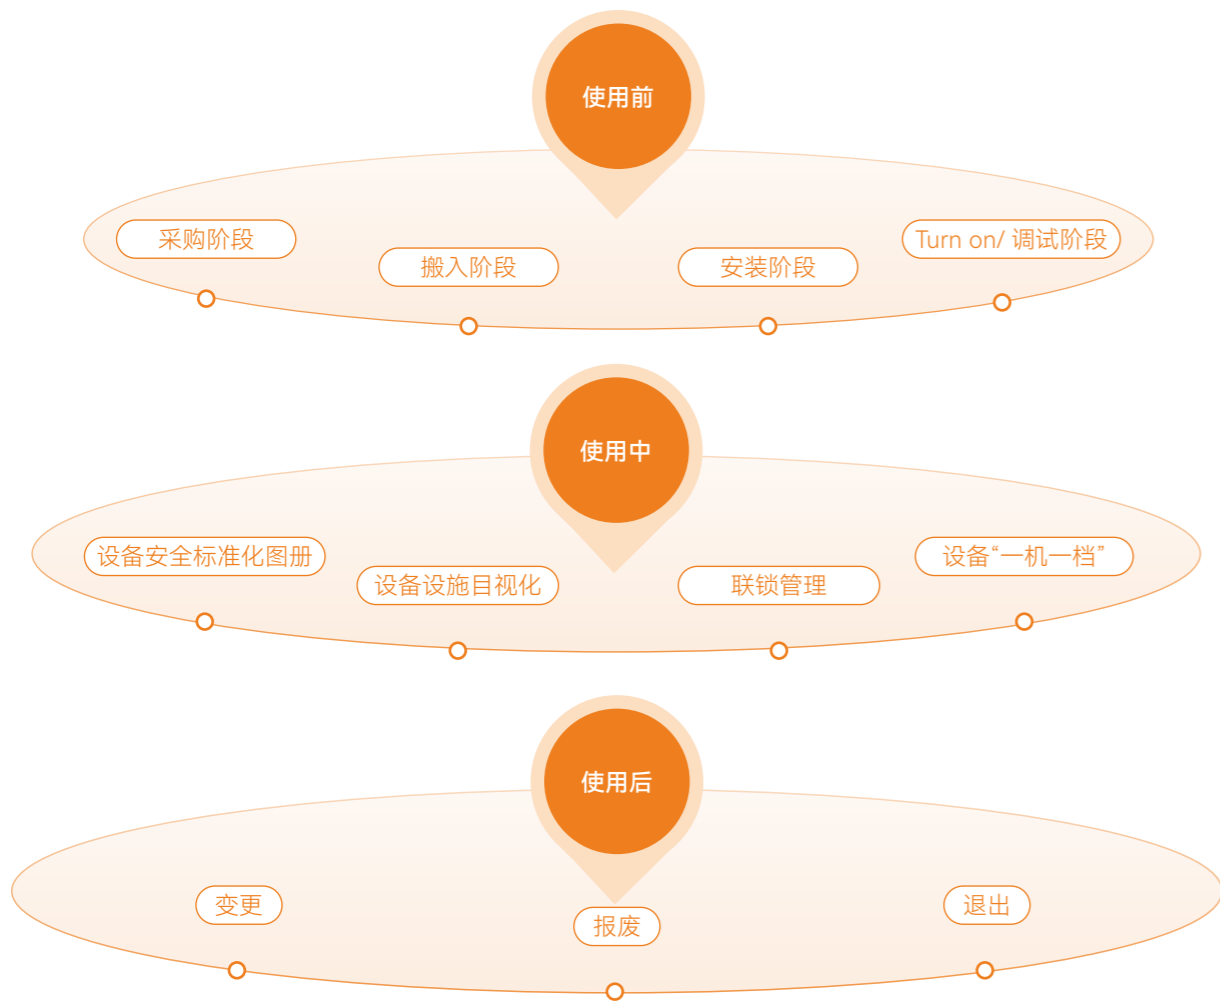 使用前
采购阶段
搬入阶段
安装阶段
Turn on/ 调试阶段
使用中
设备安全标准化图册
设备设施目视化
联锁管理
设备“一机一档”
使用后
变更
报废
退出